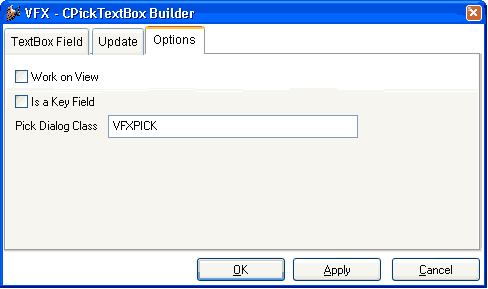 VFX - CPickTextBox Builder
TextBox Field
Update
Options
Work on View
Is a Key Field
Pick Dialog Class
VFXPICK
OK
Apply
Cancel